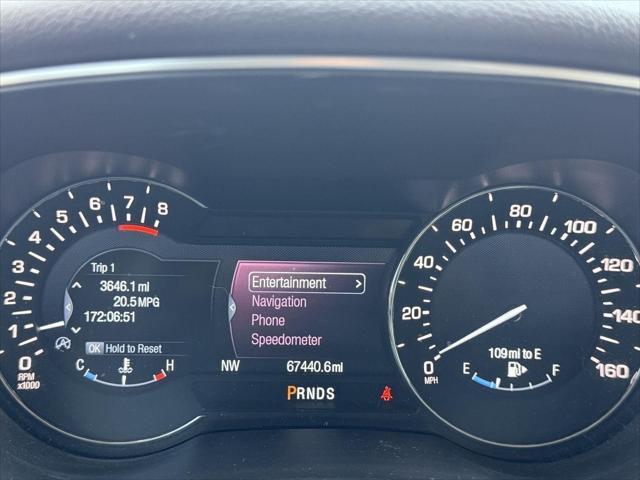 8
7
6
5
4
3
2
1
0
RPM
x1000
Trip 1
3646.1 mi
20.5 MPG
172:06:51
OK Hold to Reset
C H
Entertainment >
Navigation
Phone
Speedometer
NW 67440.6 mi
PRNDS
0
20
40
60
80
100
120
140
160
MPH
109 mi to E
E F